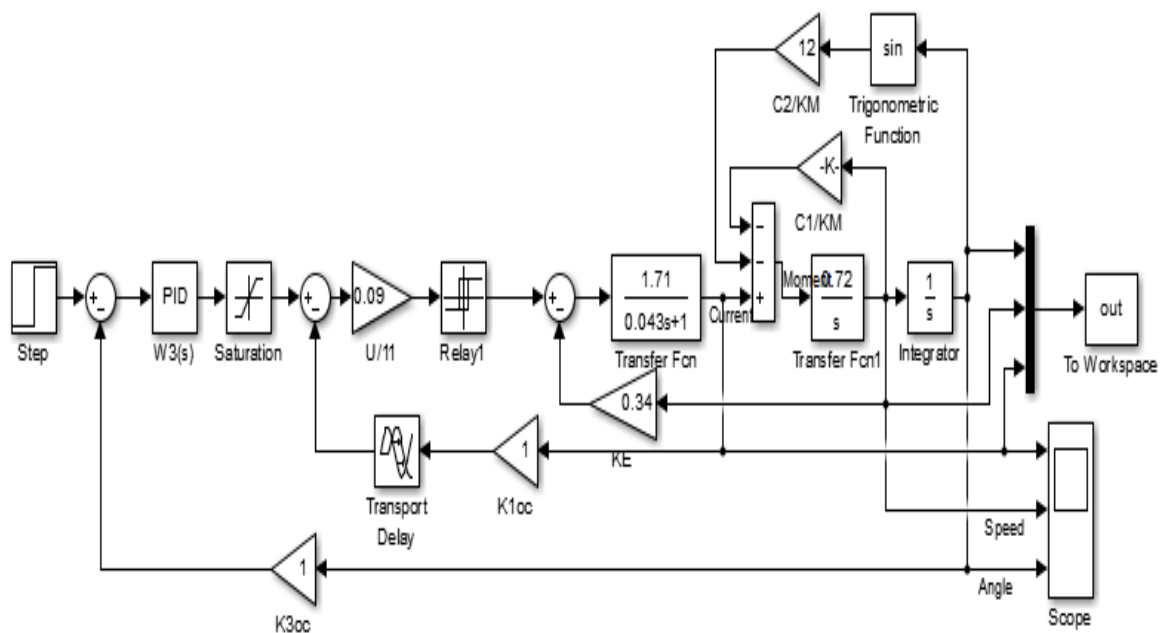 12
C2/KM
sin
Trigonometric
Function
-K-
C1/KM
Step
+
−
PID
W3(s)
Saturation
+
−
0.09
U/11
Relay1
+
−
1.71
0.043s+1
Transfer Fcn
Current
−
−
+
Moment
0.72
s
Transfer Fcn1
1
s
Integrator
out
To Workspace
0.34
KE
Transport
Delay
1
K1oc
1
K3oc
Speed
Angle
Scope